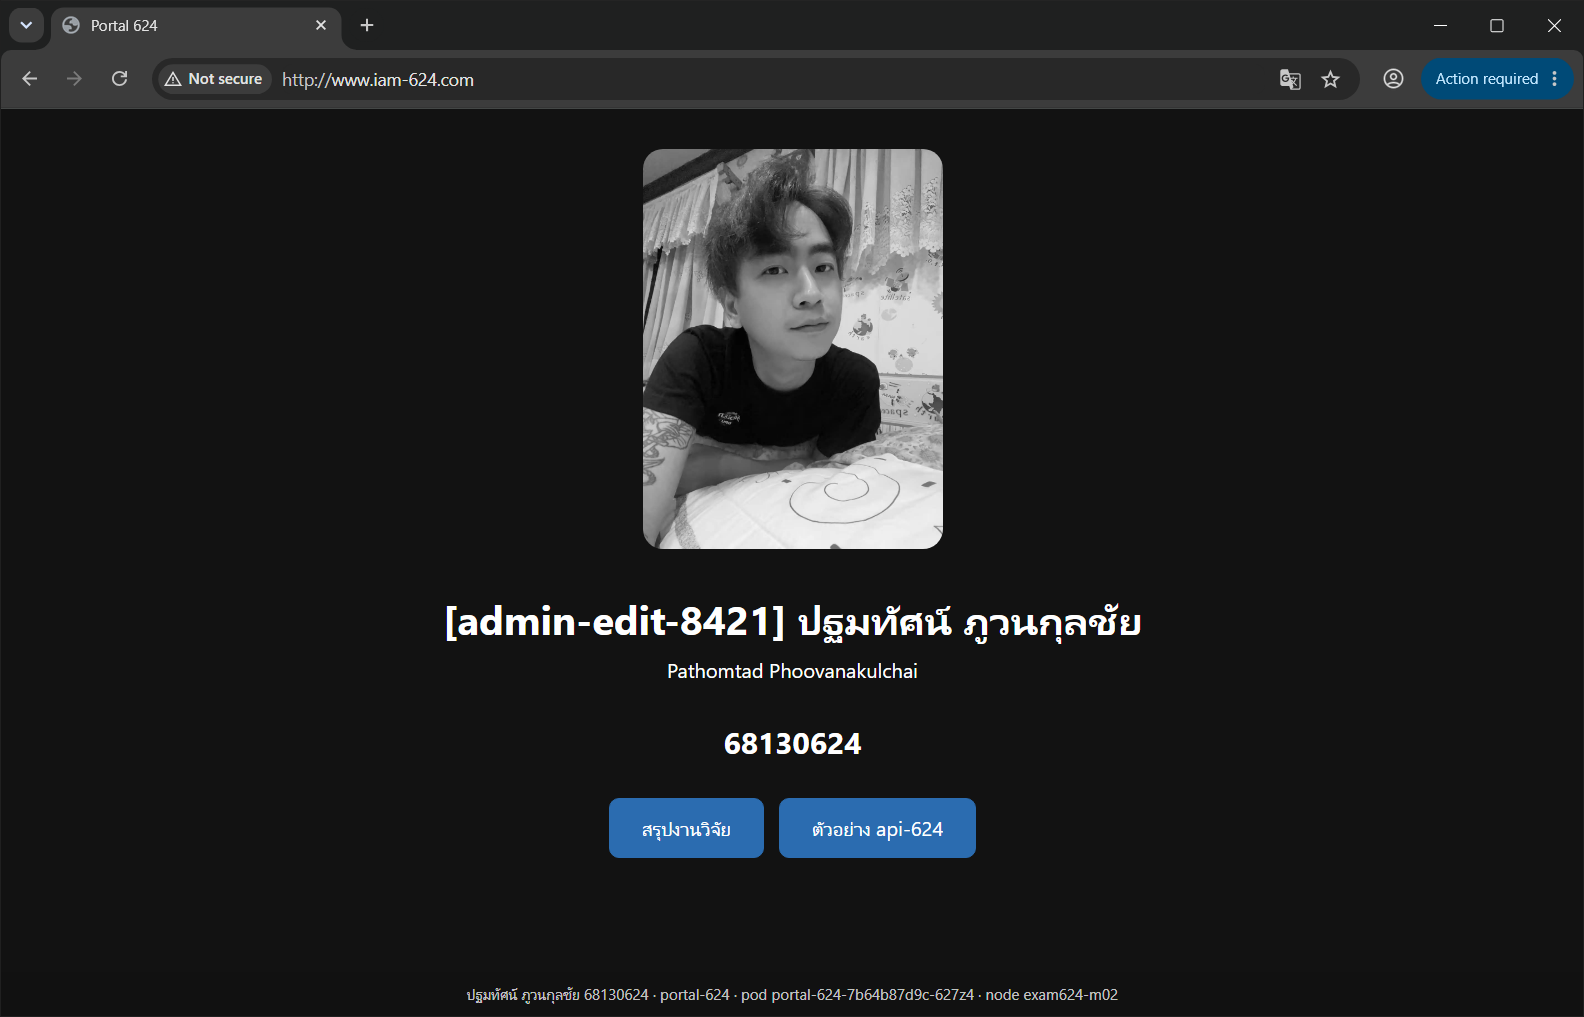 Portal 624
Not secure
http://www.iam-624.com
Action required
[admin-edit-8421] ปฐมทัศน์ ภูวนกุลชัย
Pathomtad Phoovanakulchai
68130624
สรุปงานวิจัย
ตัวอย่าง api-624
ปฐมทัศน์ ภูวนกุลชัย 68130624 · portal-624 · pod portal-624-7b64b87d9c-627z4 · node exam624-m02